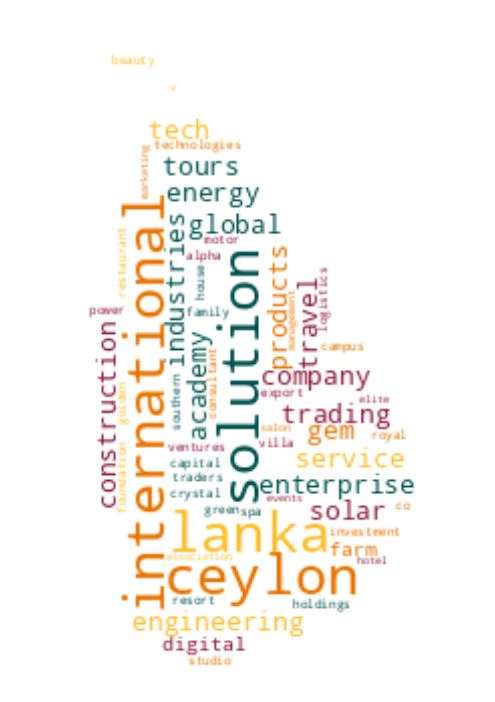 beauty
v
tech
technologies
marketing
tours
energy
international
industries
global
motor
restaurant
alpha
solution
products
house
travel
logistics
management
power
family
construction
academy
consultant
southern
campus
company
golden
export
elite
trading
gem
salon
royal
villa
ventures
service
capital
foundation
traders
enterprise
crystal
events
green
spa
solar
co
lanka
investment
farm
association
hotel
ceylon
resort
holdings
engineering
digital
studio